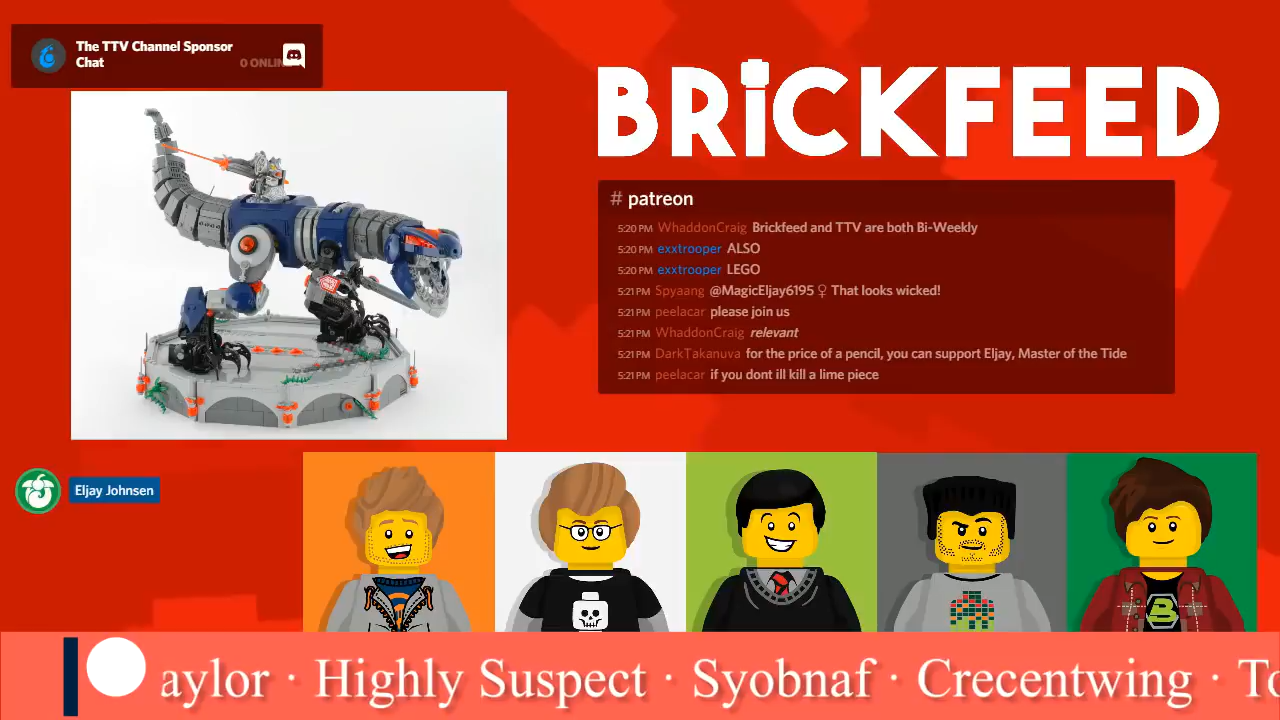 The TTV Channel Sponsor
Chat
0 ONLIN
BRICKFEED
# patreon
5:20 PM WhaddonCraig Brickfeed and TTV are both Bi-Weekly
5:20 PM exxtrooper ALSO
5:20 PM exxtrooper LEGO
5:21 PM Spyaang @MagicEljay6195 ♀ That looks wicked!
5:21 PM peelacar please join us
5:21 PM WhaddonCraig relevant
5:21 PM DarkTakanuva for the price of a pencil, you can support Eljay, Master of the Tide
5:21 PM peelacar if you dont ill kill a lime piece
Eljay Johnsen
B
aylor · Highly Suspect · Syobnaf · Crecentwing · To